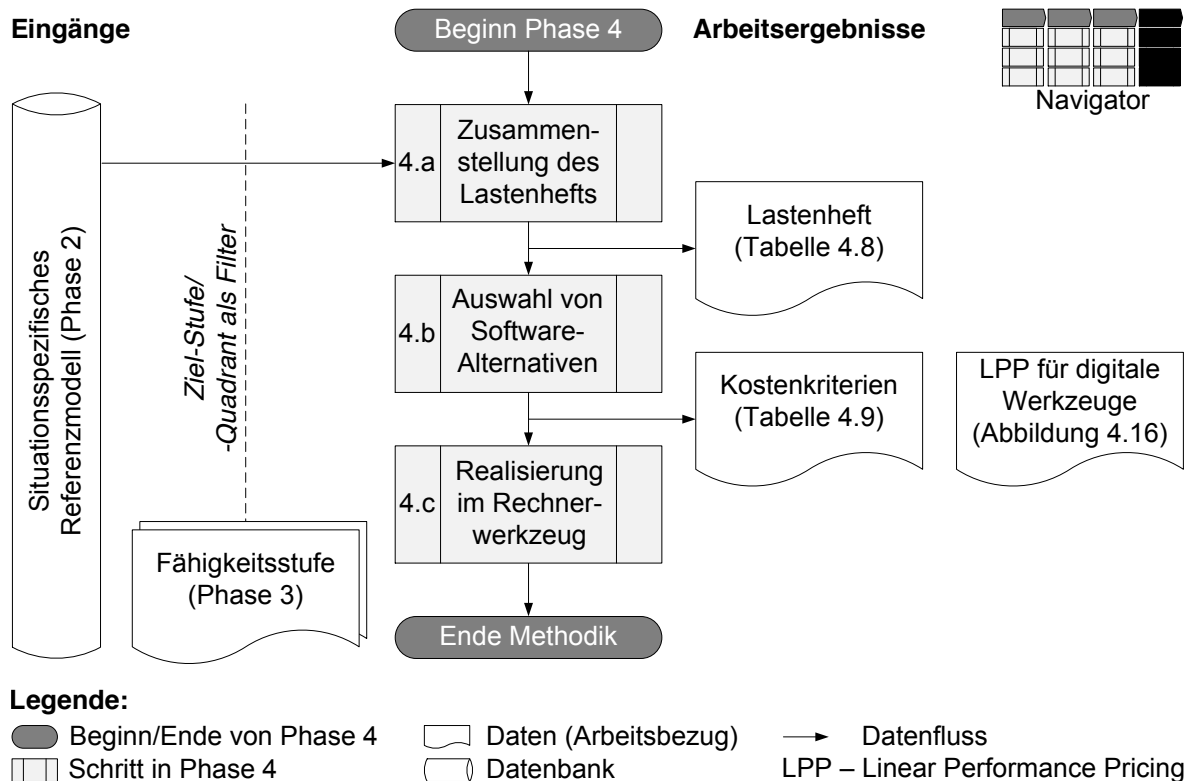 Eingänge
Beginn Phase 4
Arbeitsergebnisse
Navigator
4.a
Zusammen-
stellung des
Lastenhefts
Situationsspezifisches
Referenzmodell (Phase 2)
Ziel-Stufe/
-Quadrant als Filter
Lastenheft
(Tabelle 4.8)
4.b
Auswahl von
Software-
Alternativen
Kostenkriterien
(Tabelle 4.9)
LPP für digitale
Werkzeuge
(Abbildung 4.16)
4.c
Realisierung
im Rechner-
werkzeug
Fähigkeitsstufe
(Phase 3)
Ende Methodik
Legende:
Beginn/Ende von Phase 4
Daten (Arbeitsbezug)
Datenfluss
Schritt in Phase 4
Datenbank
LPP – Linear Performance Pricing